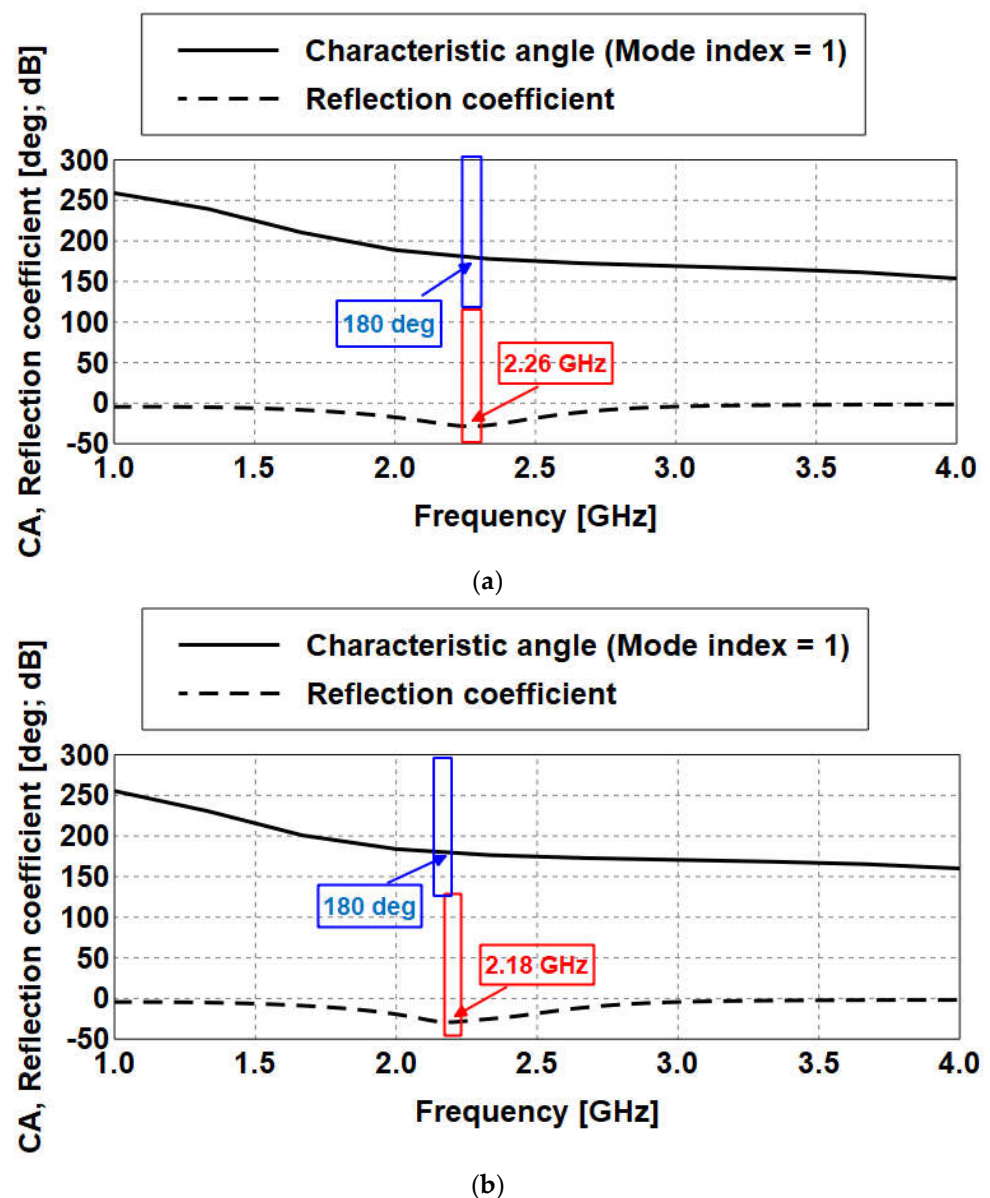 Characteristic angle (Mode index = 1)
Reflection coefficient
CA, Reflection coefficient [deg; dB]
300
250
200
150
100
50
0
-50
180 deg
2.26 GHz
1.0 1.5 2.0 2.5 3.0 3.5 4.0
Frequency [GHz]
(a)
Characteristic angle (Mode index = 1)
Reflection coefficient
CA, Reflection coefficient [deg; dB]
300
250
200
150
100
50
0
-50
180 deg
2.18 GHz
1.0 1.5 2.0 2.5 3.0 3.5 4.0
Frequency [GHz]
(b)